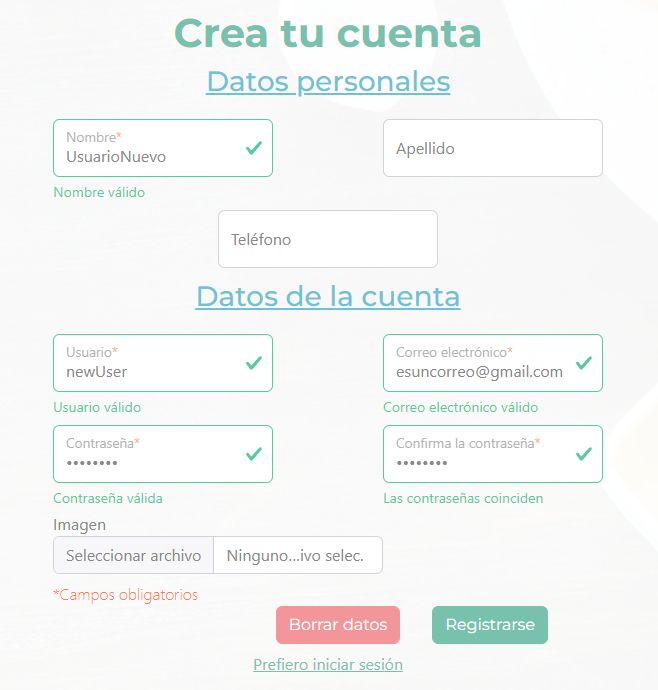 Crea tu cuenta
Datos personales
Nombre*
UsuarioNuevo
Nombre válido
Apellido
Teléfono
Datos de la cuenta
Usuario*
newUser
Usuario válido
Correo electrónico*
esuncorreo@gmail.com
Correo electrónico válido
Contraseña*
••••••••
Contraseña válida
Confirma la contraseña*
••••••••
Las contraseñas coinciden
Imagen
Seleccionar archivo Ninguno...ivo selec.
*Campos obligatorios
Borrar datos Registrarse
Prefiero iniciar sesión